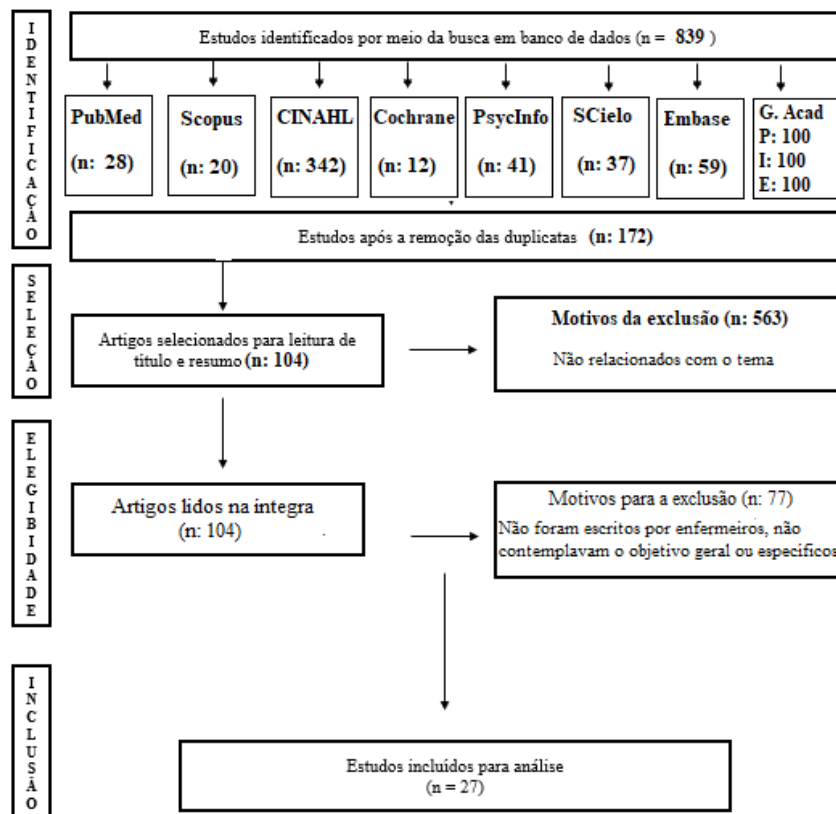 IDENTIFICAÇÃO
Estudos identificados por meio da busca em banco de dados (n = 839 )
PubMed
(n: 28)
Scopus
(n: 20)
CINAHL
(n: 342)
Cochrane
(n: 12)
PsycInfo
(n: 41)
SCielo
(n: 37)
Embase
(n: 59)
G. Acad
P: 100
I: 100
E: 100
Estudos após a remoção das duplicatas (n: 172)
SELEÇÃO
Artigos selecionados para leitura de
título e resumo (n: 104)
Motivos da exclusão (n: 563)
Não relacionados com o tema
ELEGIBIDADE
Artigos lidos na integra
(n: 104)
Motivos para a exclusão (n: 77)
Não foram escritos por enfermeiros, não
contemplavam o objetivo geral ou específicos
INCLUSÃO
Estudos incluídos para análise
(n = 27)